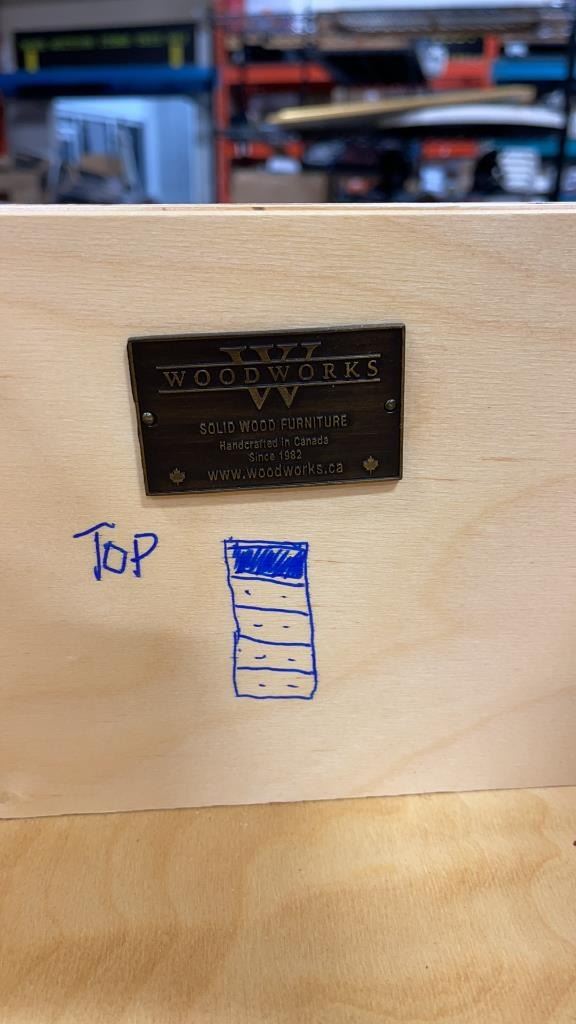 W
WOODWORKS
SOLID WOOD FURNITURE
Handcrafted in Canada
Since 1982
www.woodworks.ca
TOP